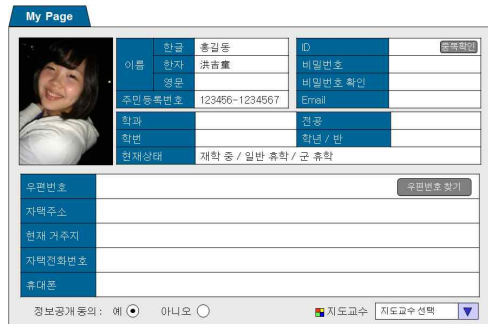 My Page
이름 한글 홍길동 ID 중복확인
한자 洪吉童 비밀번호
영문 비밀번호 확인
주민등록번호 123456-1234567 Email
학과 전공
학번 학년 / 반
현재상태 재학 중 / 일반 휴학 / 군 휴학
우편번호 우편번호 찾기
자택주소
현재 거주지
자택전화번호
휴대폰
정보공개 동의 : 예 아니오 지도교수 지도교수 선택